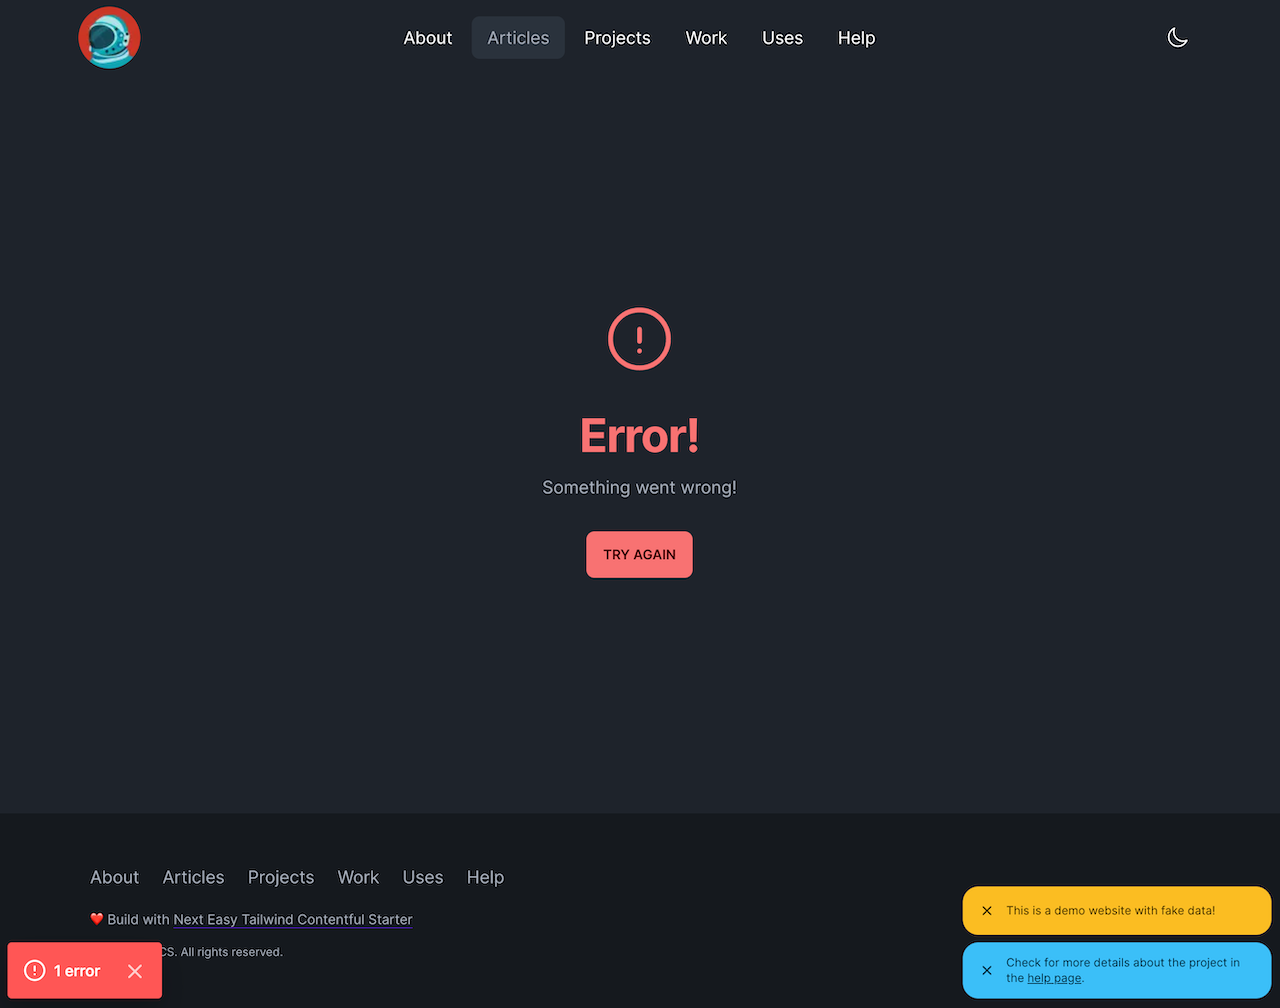 About Articles Projects Work Uses Help
Error!
Something went wrong!
TRY AGAIN
About Articles Projects Work Uses Help
Build with Next Easy Tailwind Contentful Starter
CS. All rights reserved.
1 error
This is a demo website with fake data!
Check for more details about the project in
the help page.